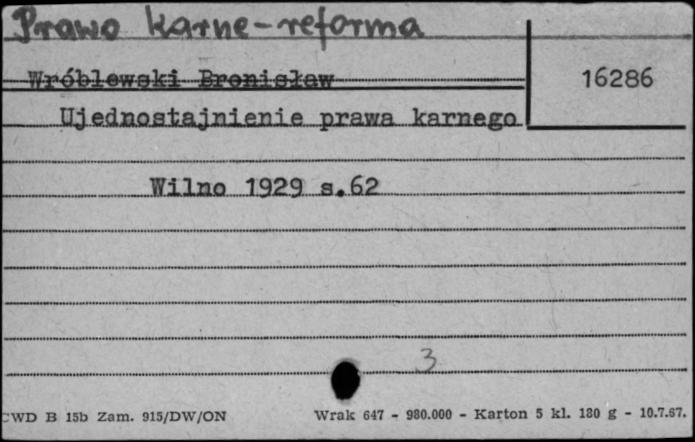 Prawo karne-reforma
Wróblewski Bronisław
16286
Ujednostajnienie prawa karnego
Wilno 1929 s.62
3
CWD B 15b Zam. 915/DW/ON Wrak 647 - 980.000 - Karton 5 kl. 180 g - 10.7.67.